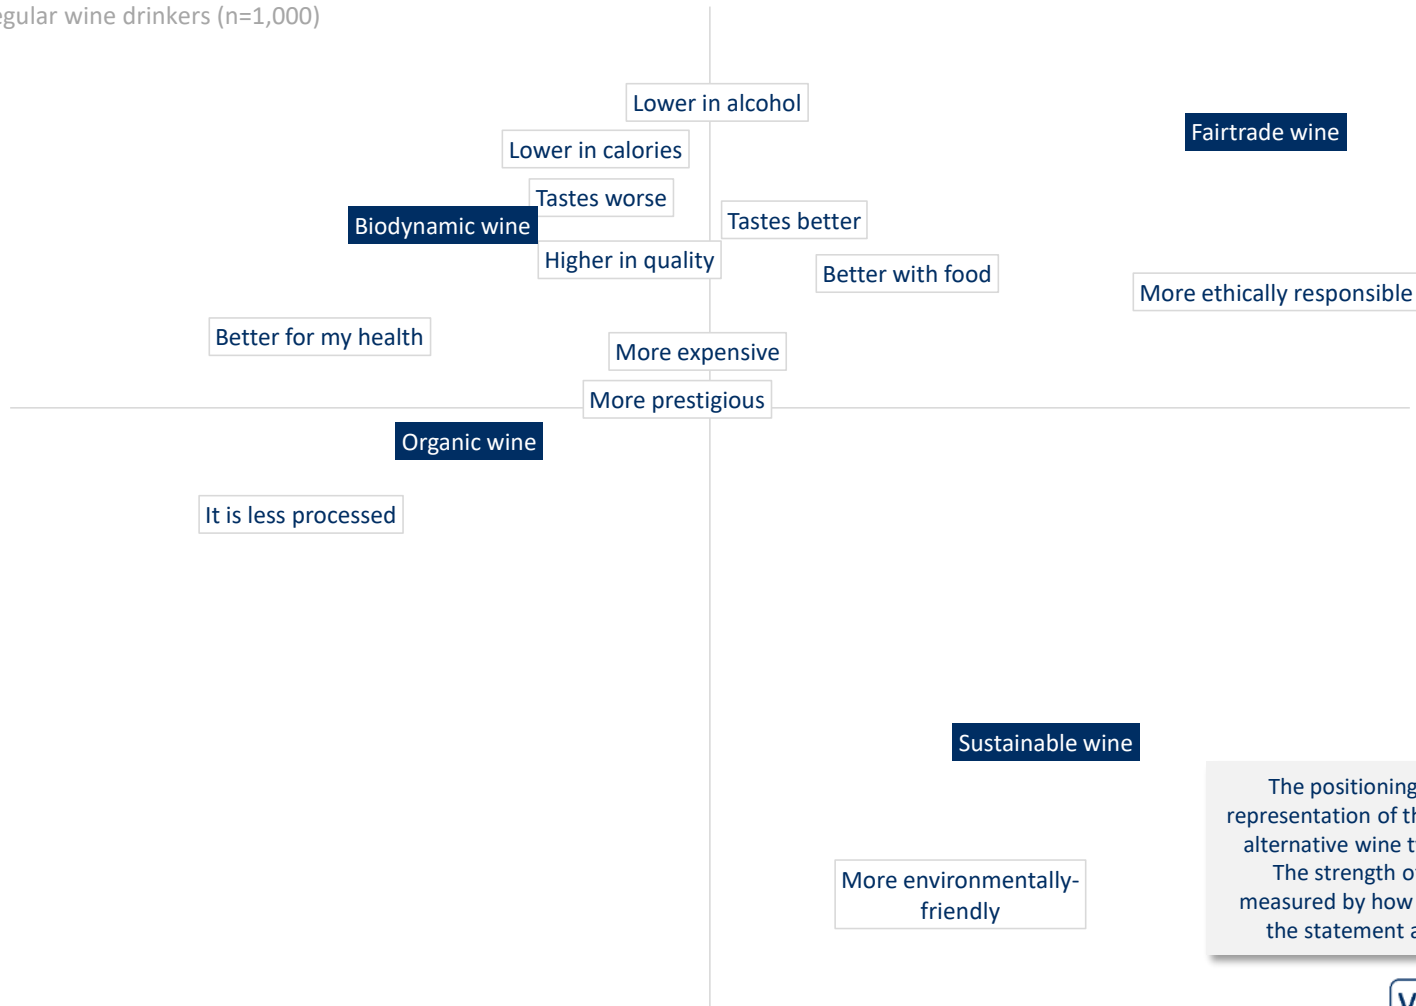 egular wine drinkers (n=1,000)
Lower in alcohol
Fairtrade wine
Lower in calories
Tastes worse
Tastes better
Biodynamic wine
Higher in quality
Better with food
More ethically responsible
Better for my health
More expensive
More prestigious
Organic wine
It is less processed
Sustainable wine
The positioning
representation of th
alternative wine t
The strength o
measured by how
the statement a
More environmentally-
friendly